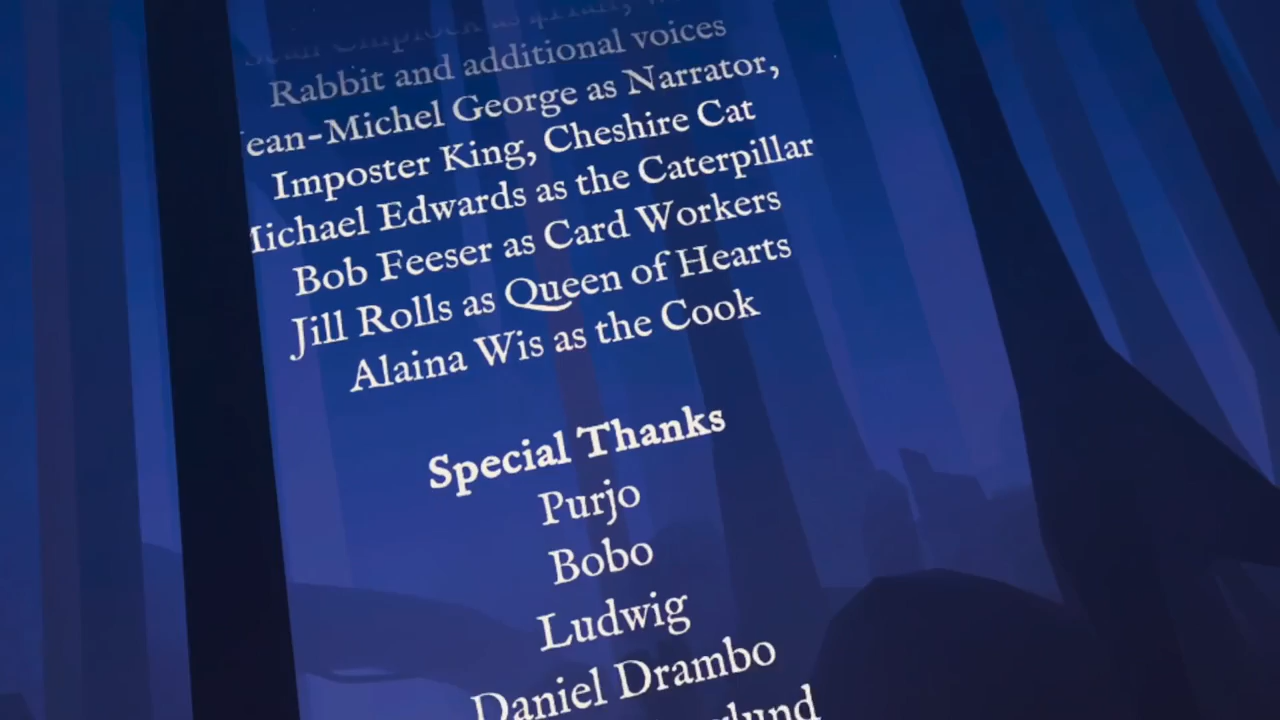 Rabbit and additional voices
ean-Michel George as Narrator,
Imposter King, Cheshire Cat
Michael Edwards as the Caterpillar
Bob Feeser as Card Workers
Jill Rolls as Queen of Hearts
Alaina Wis as the Cook
Special Thanks
Purjo
Bobo
Ludwig
Daniel Drambo